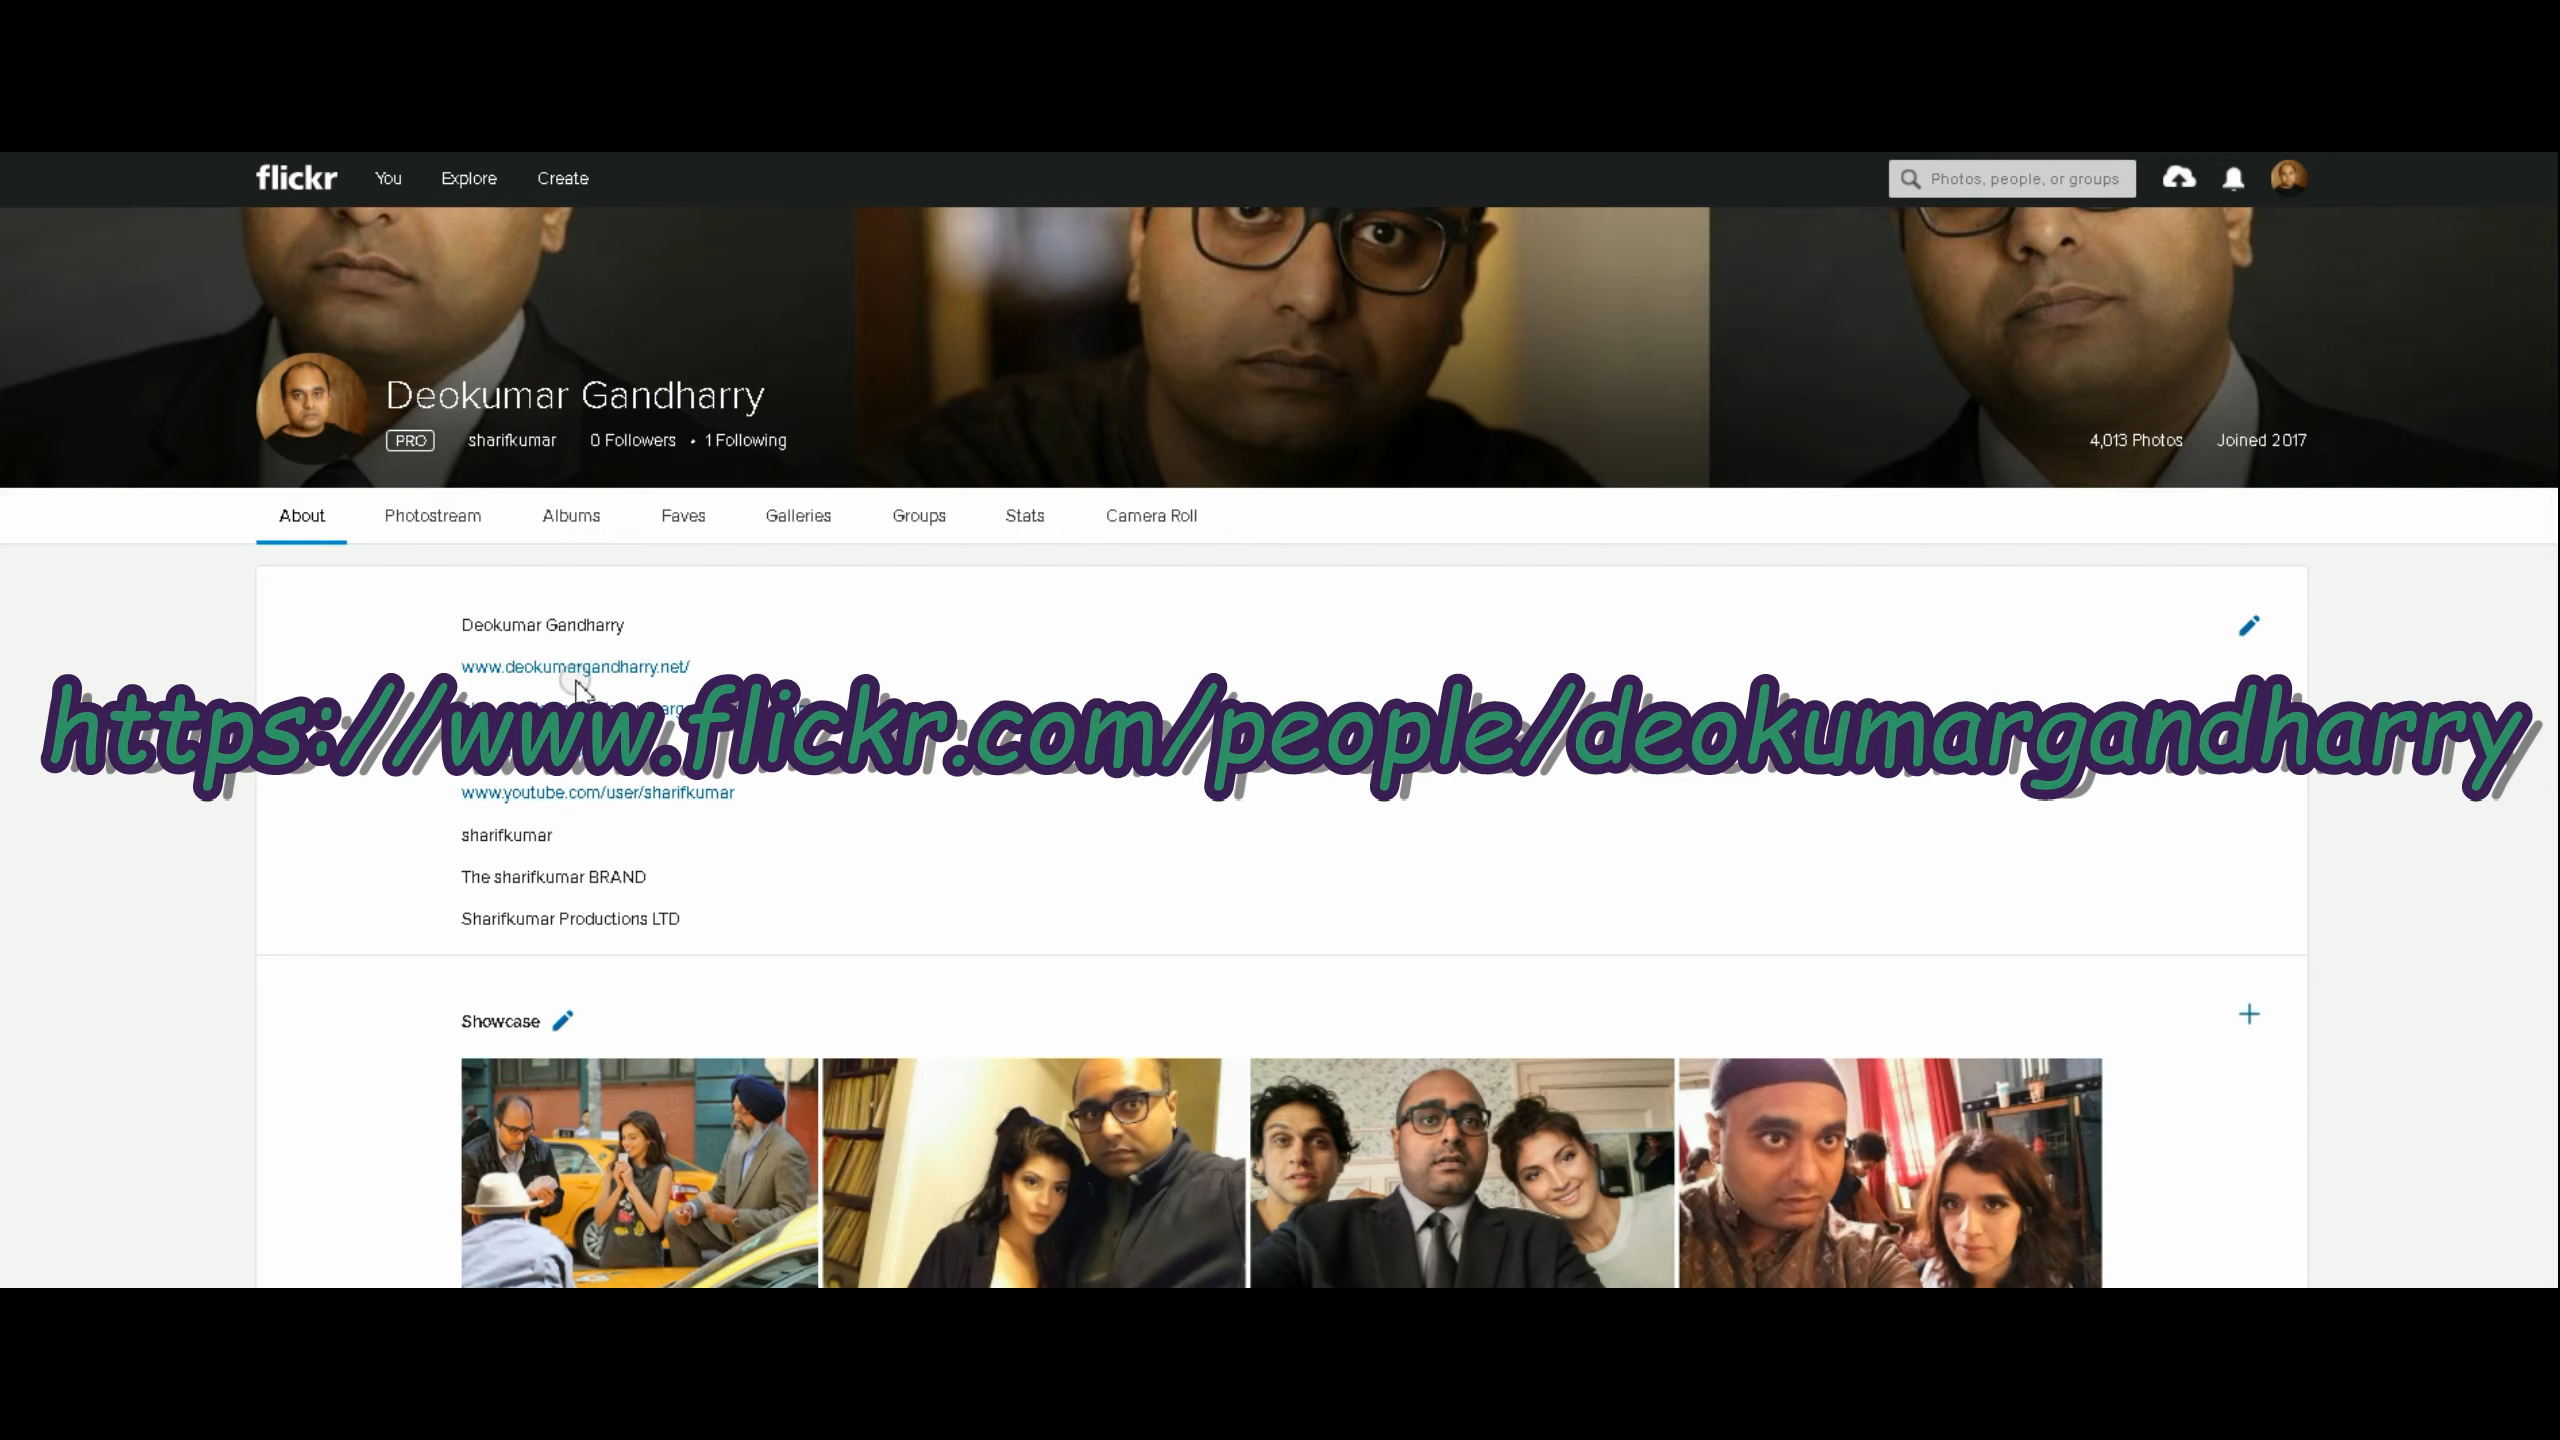 flickr You Explore Create Photos, people, or groups
Deokumar Gandharry
PRO sharifkumar 0 Followers • 1 Following 4,013 Photos Joined 2017
About Photostream Albums Faves Galleries Groups Stats Camera Roll
Deokumar Gandharry
www.deokumargandharry.net/
https://www.flickr.com/people/deokumargandharry
www.youtube.com/user/sharifkumar
sharifkumar
The sharifkumar BRAND
Sharifkumar Productions LTD
Showcase